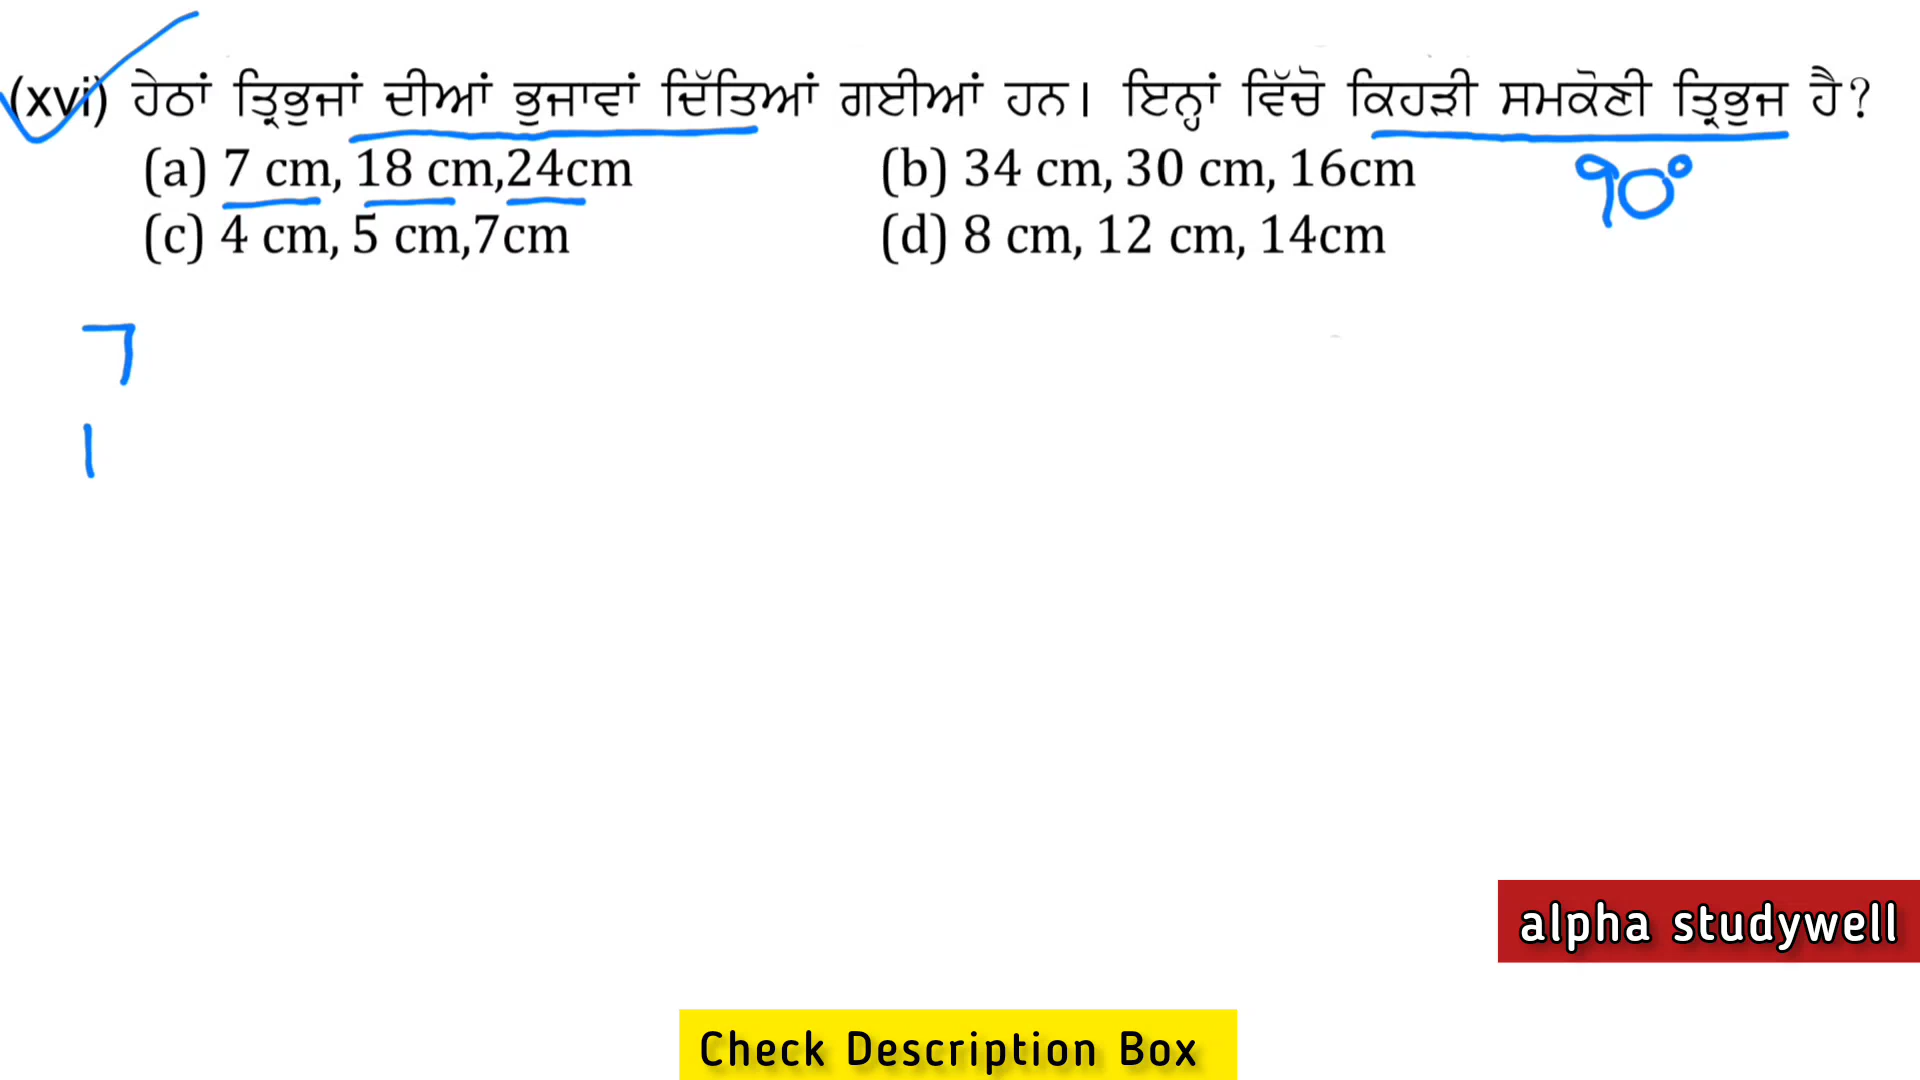 (xvi) ਹੇਠਾਂ ਤ੍ਰਿਭੁਜਾਂ ਦੀਆਂ ਭੁਜਾਵਾਂ ਦਿੱਤਿਆਂ ਗਈਆਂ ਹਨ। ਇਨ੍ਹਾਂ ਵਿੱਚੋ ਕਿਹੜੀ ਸਮਕੋਣੀ ਤ੍ਰਿਭੁਜ ਹੈ?
(a) 7 cm, 18 cm,24cm (b) 34 cm, 30 cm, 16cm
90°
(c) 4 cm, 5 cm,7cm (d) 8 cm, 12 cm, 14cm
7
1
alpha studywell
Check Description Box